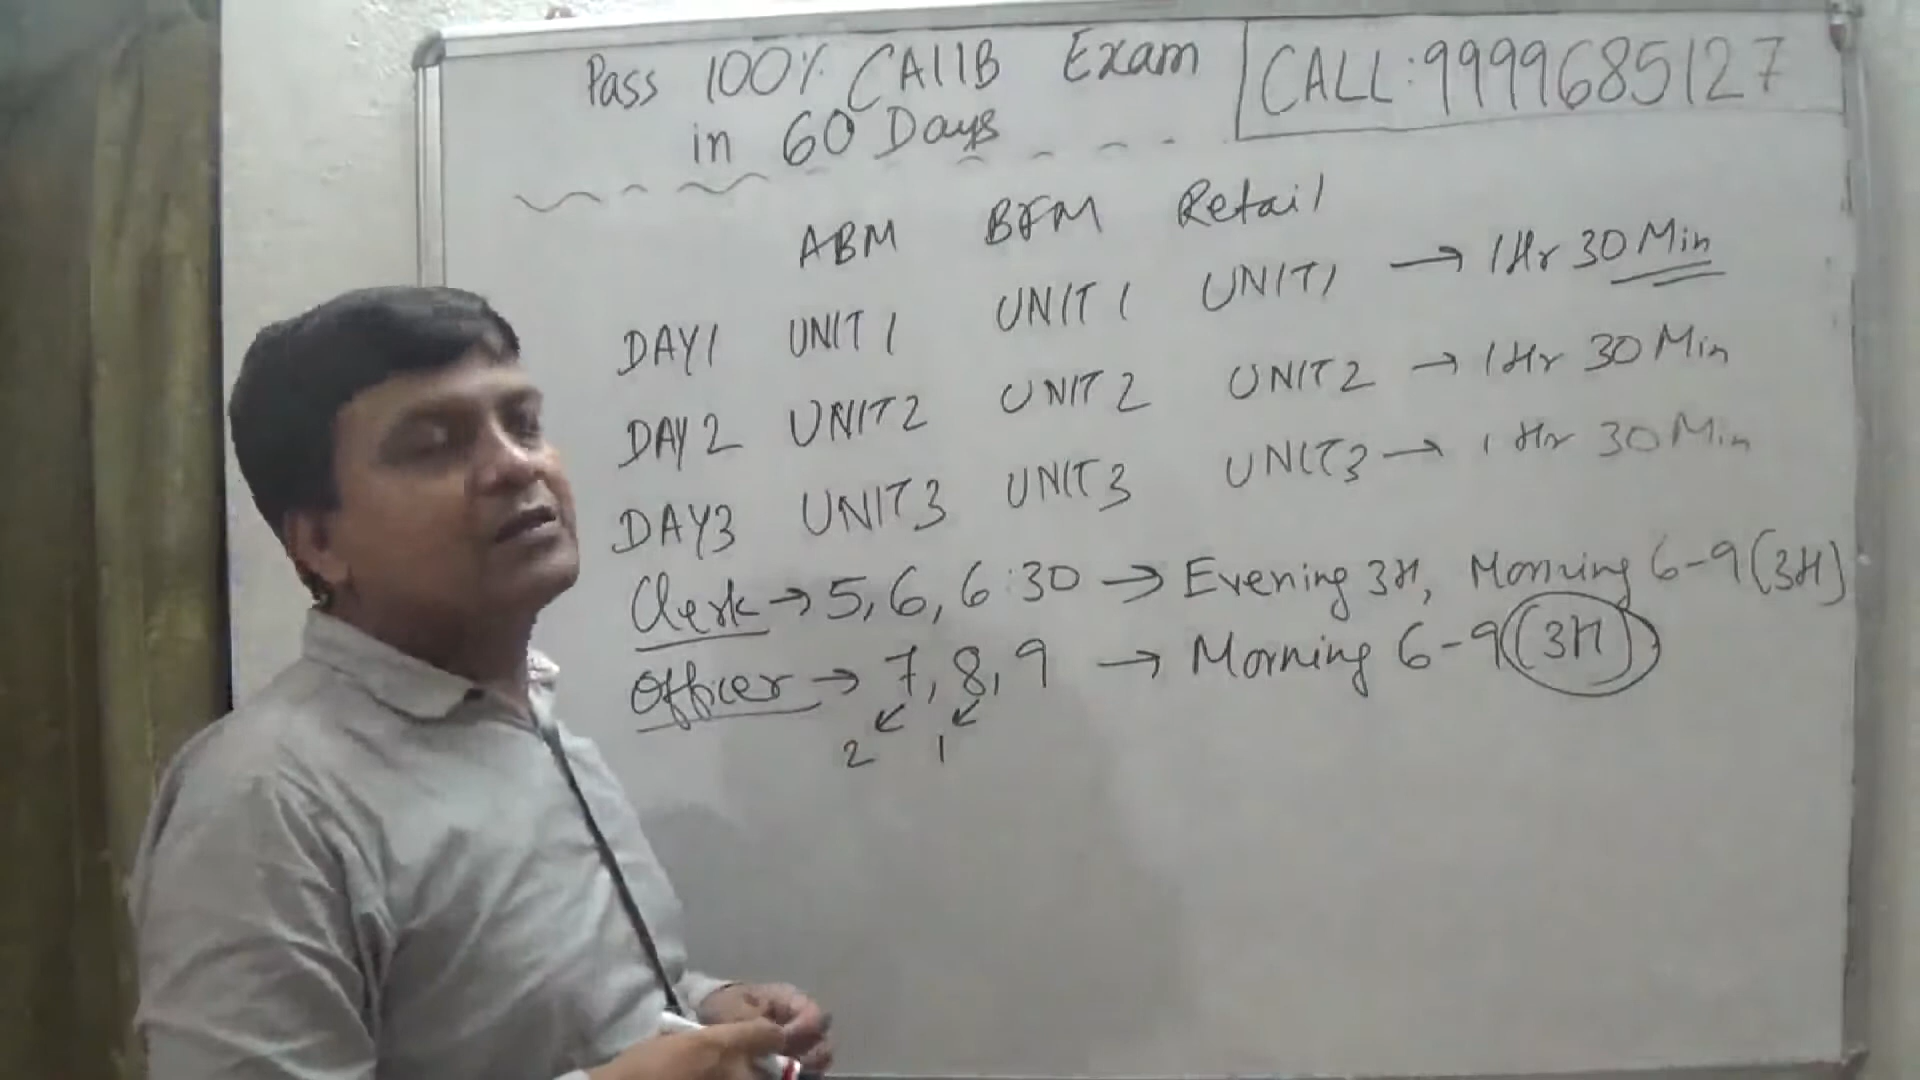 Pass 100% CAIIB Exam
in 60 Days
CALL:9999685127
ABM BFM Retail
DAY1 UNIT1 UNIT1 UNIT1 → 1Hr 30 Min
DAY2 UNIT2 UNIT2 UNIT2 → 1Hr 30 Min
DAY3 UNIT3 UNIT3 UNIT3 → 1 Hr 30 Min
Clerk → 5, 6, 6:30 → Evening 3H, Morning 6-9 (3H)
Officer → 7, 8, 9 → Morning 6-9 (3H)
2 1